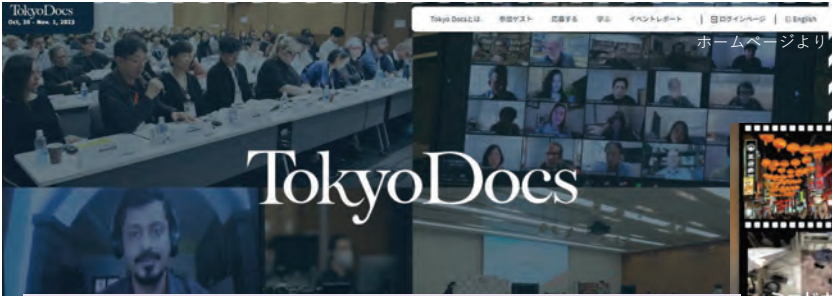 TokyoDocs
Oct, 30 - Nov. 1, 2023
Tokyo Docsとは 参加ゲスト 応募する 学ぶ イベントレポート | ログインページ | English
ホームページより
TokyoDocs